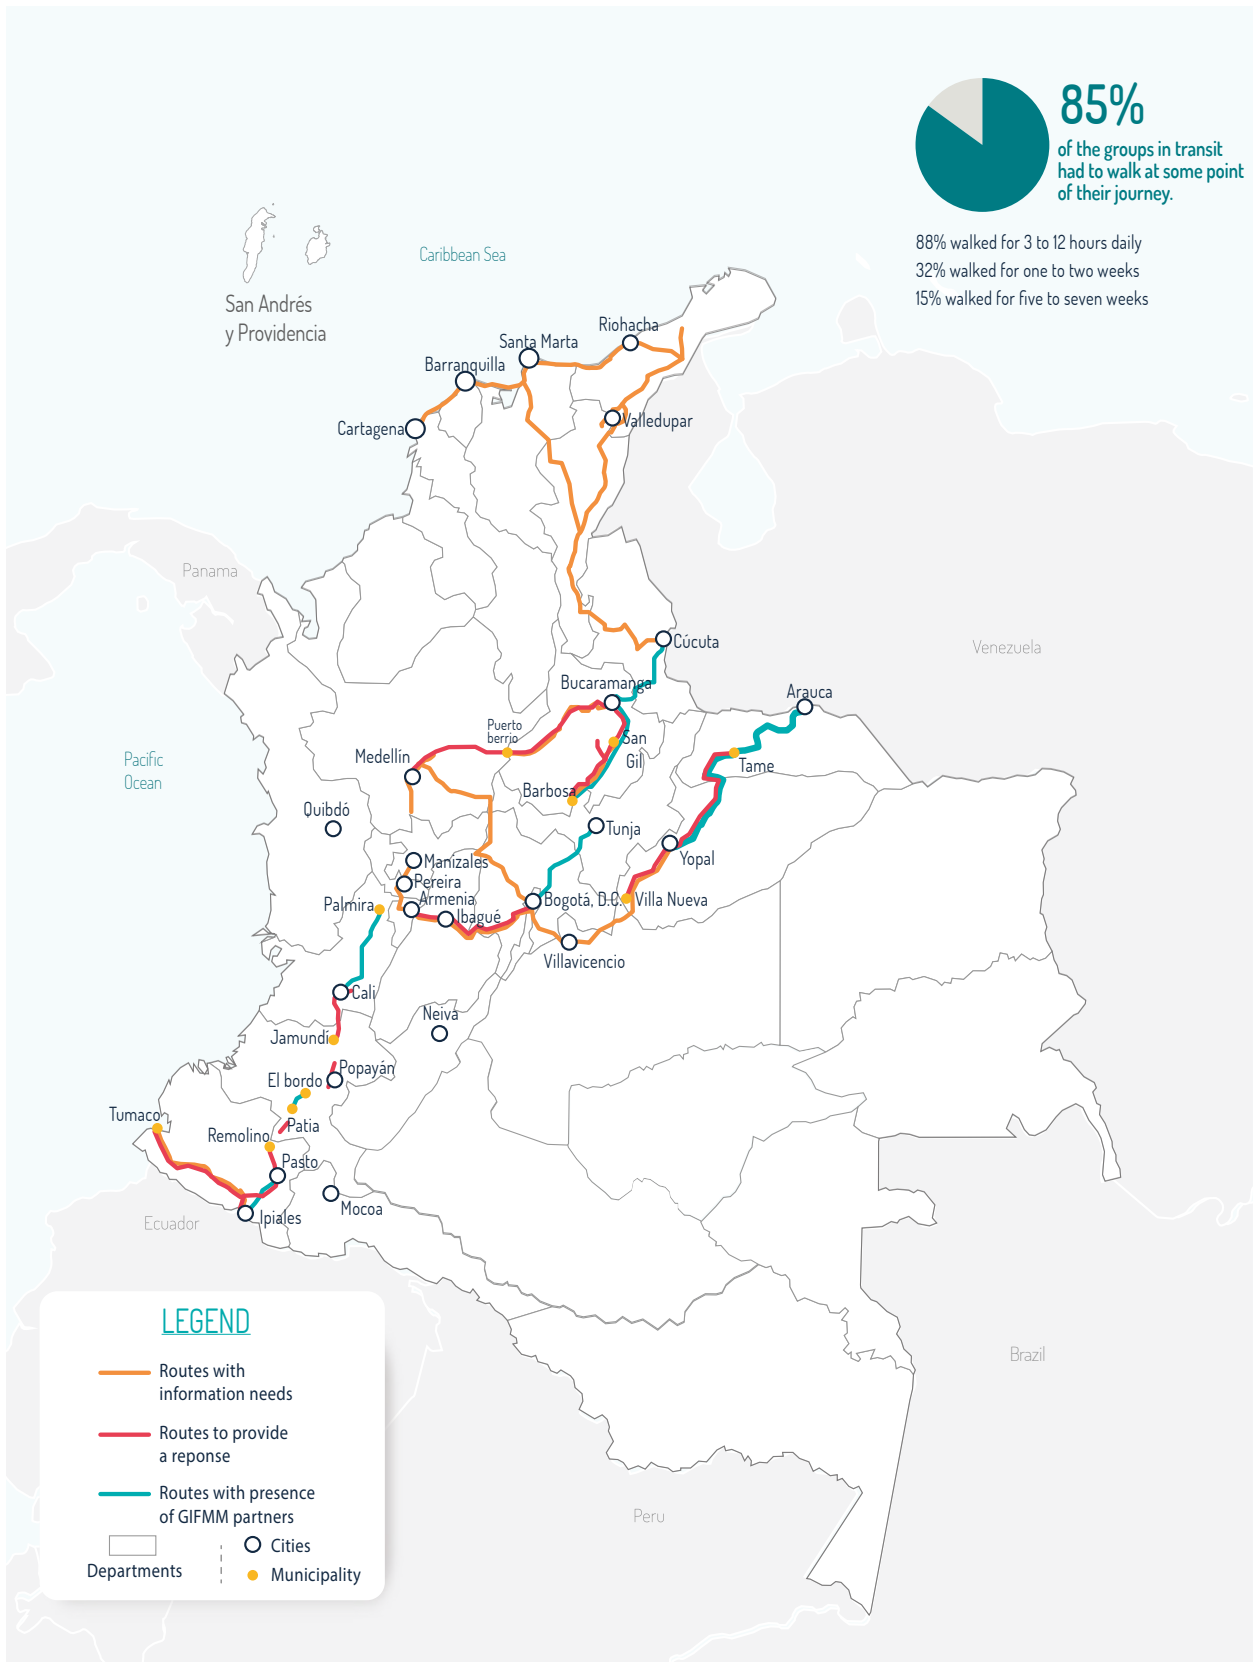 85%
of the groups in transit
had to walk at some point
of their journey.
88% walked for 3 to 12 hours daily
32% walked for one to two weeks
15% walked for five to seven weeks
Caribbean Sea
San Andrés
y Providencia
Riohacha
Santa Marta
Barranquilla
Cartagena
Valledupar
Panama
Venezuela
Cúcuta
Bucaramanga
Arauca
Puerto
berrio
San
Gil
Medellín
Tame
Pacific
Ocean
Barbosa
Quibdó
Tunja
Yopal
Manizales
Pereira
Armenia
Palmira
Ibagué
Bogotá, D.C.
Villa Nueva
Villavicencio
Cali
Neiva
Jamundí
Popayán
El bordo
Tumaco
Patia
Remolino
Pasto
Mocoa
Ipiales
Ecuador
Brazil
Peru
LEGEND
Routes with
information needs
Routes to provide
a reponse
Routes with presence
of GIFMM partners
Departments
Cities
Municipality